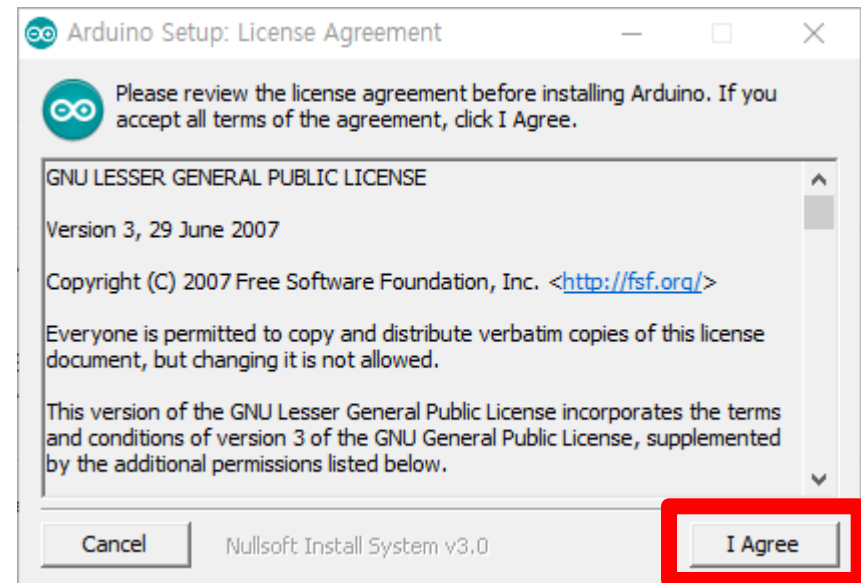 Arduino Setup: License Agreement
Please review the license agreement before installing Arduino. If you
accept all terms of the agreement, click I Agree.
GNU LESSER GENERAL PUBLIC LICENSE
Version 3, 29 June 2007
Copyright (C) 2007 Free Software Foundation, Inc. <http://fsf.org/>
Everyone is permitted to copy and distribute verbatim copies of this license
document, but changing it is not allowed.
This version of the GNU Lesser General Public License incorporates the terms
and conditions of version 3 of the GNU General Public License, supplemented
by the additional permissions listed below.
Cancel
Nullsoft Install System v3.0
I Agree